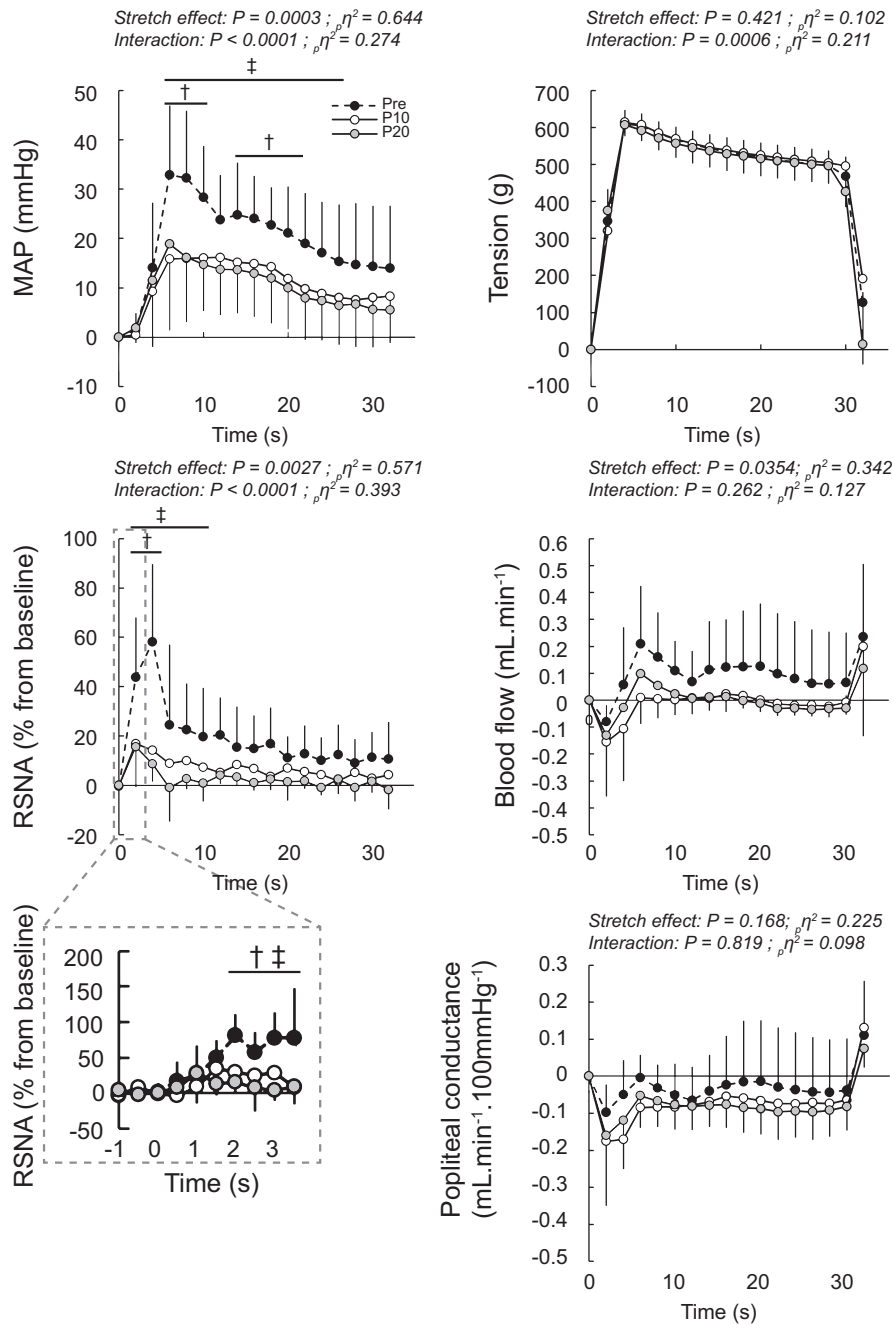 Stretch effect: P = 0.0003 ; pη² = 0.644
Interaction: P < 0.0001 ; pη² = 0.274
‡
†
†
Pre
P10
P20
50
40
30
20
10
0
-10
MAP (mmHg)
0 10 20 30
Time (s)
Stretch effect: P = 0.421 ; pη² = 0.102
Interaction: P = 0.0006 ; pη² = 0.211
700
600
500
400
300
200
100
0
-100
Tension (g)
0 10 20 30
Time (s)
Stretch effect: P = 0.0027 ; pη² = 0.571
Interaction: P < 0.0001 ; pη² = 0.393
‡
†
100
80
60
40
20
0
-20
RSNA (% from baseline)
0 10 20 30
Time (s)
Stretch effect: P = 0.0354; pη² = 0.342
Interaction: P = 0.262 ; pη² = 0.127
0.6
0.5
0.4
0.3
0.2
0.1
0
-0.1
-0.2
-0.3
-0.4
-0.5
Blood flow (mL.min⁻¹)
0 10 20 30
Time (s)
† ‡
200
150
100
50
0
-50
RSNA (% from baseline)
-1 0 1 2 3
Time (s)
Stretch effect: P = 0.168; pη² = 0.225
Interaction: P = 0.819 ; pη² = 0.098
0.3
0.2
0.1
0
-0.1
-0.2
-0.3
-0.4
-0.5
Popliteal conductance
(mL.min⁻¹.100mmHg⁻¹)
0 10 20 30
Time (s)